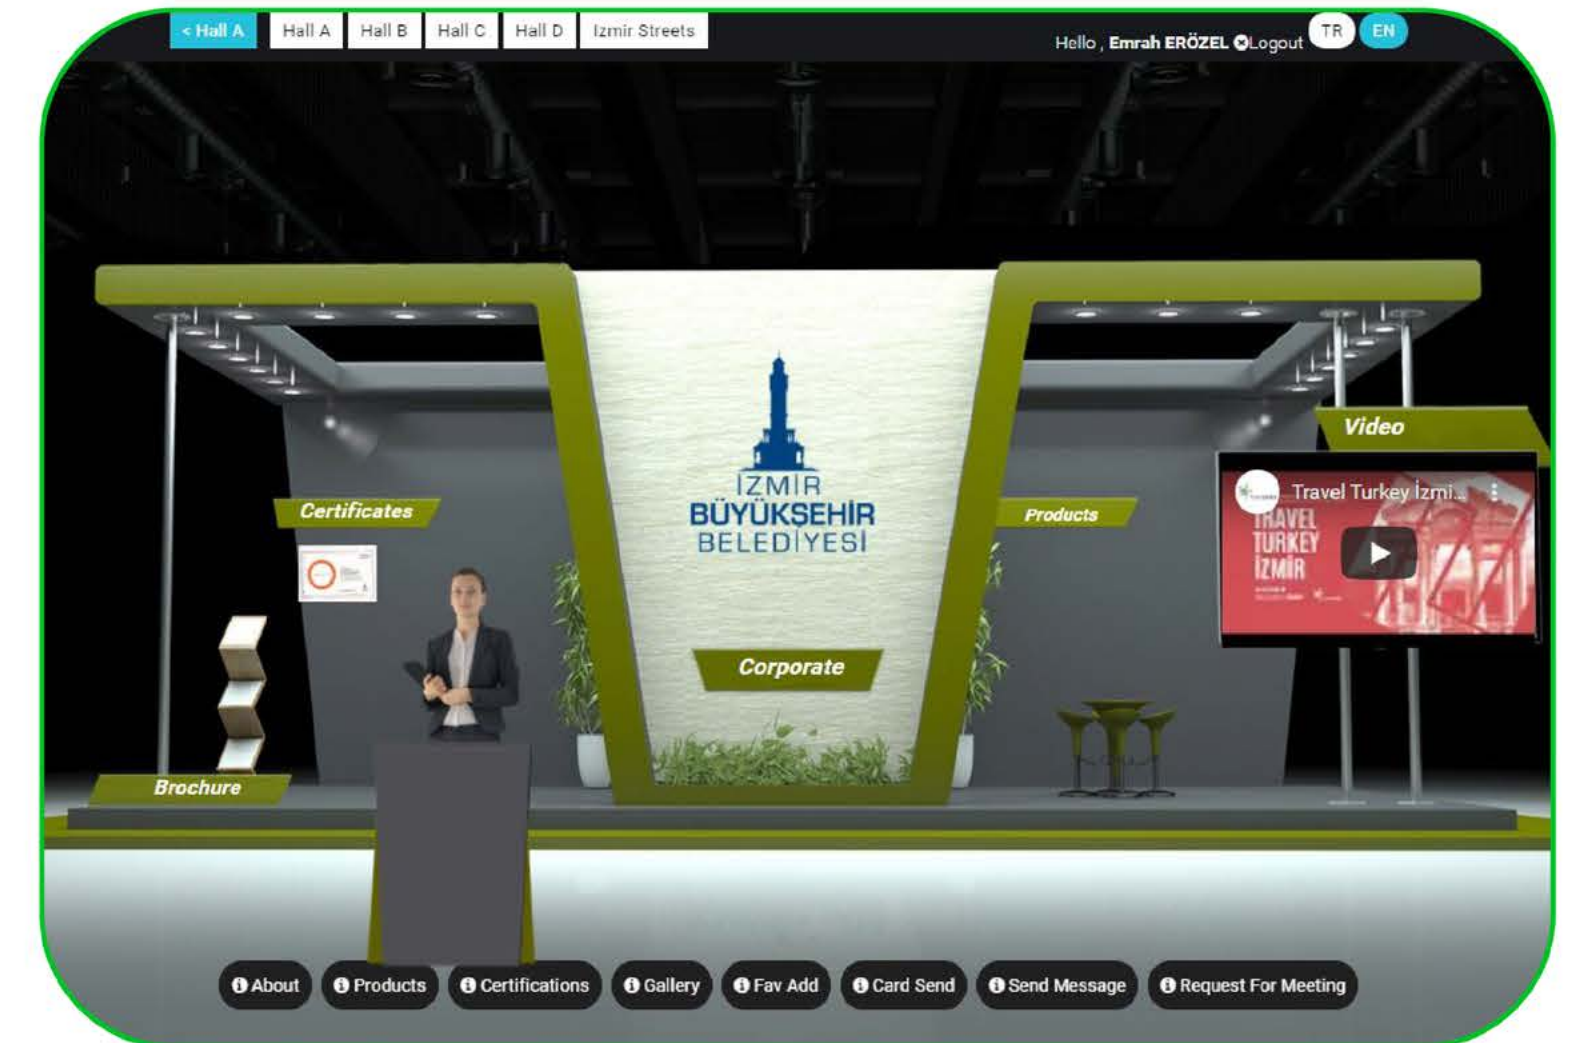 < Hall A
Hall A
Hall B
Hall C
Hall D
Izmir Streets
Hello , Emrah ERÖZEL Logout
TR
EN
Video
Travel Turkey İzmi...
TRAVEL
TURKEY
İZMİR
Certificates
İZMİR
BÜYÜKŞEHİR
BELEDİYESİ
Products
Corporate
Brochure
About
Products
Certifications
Gallery
Fav Add
Card Send
Send Message
Request For Meeting